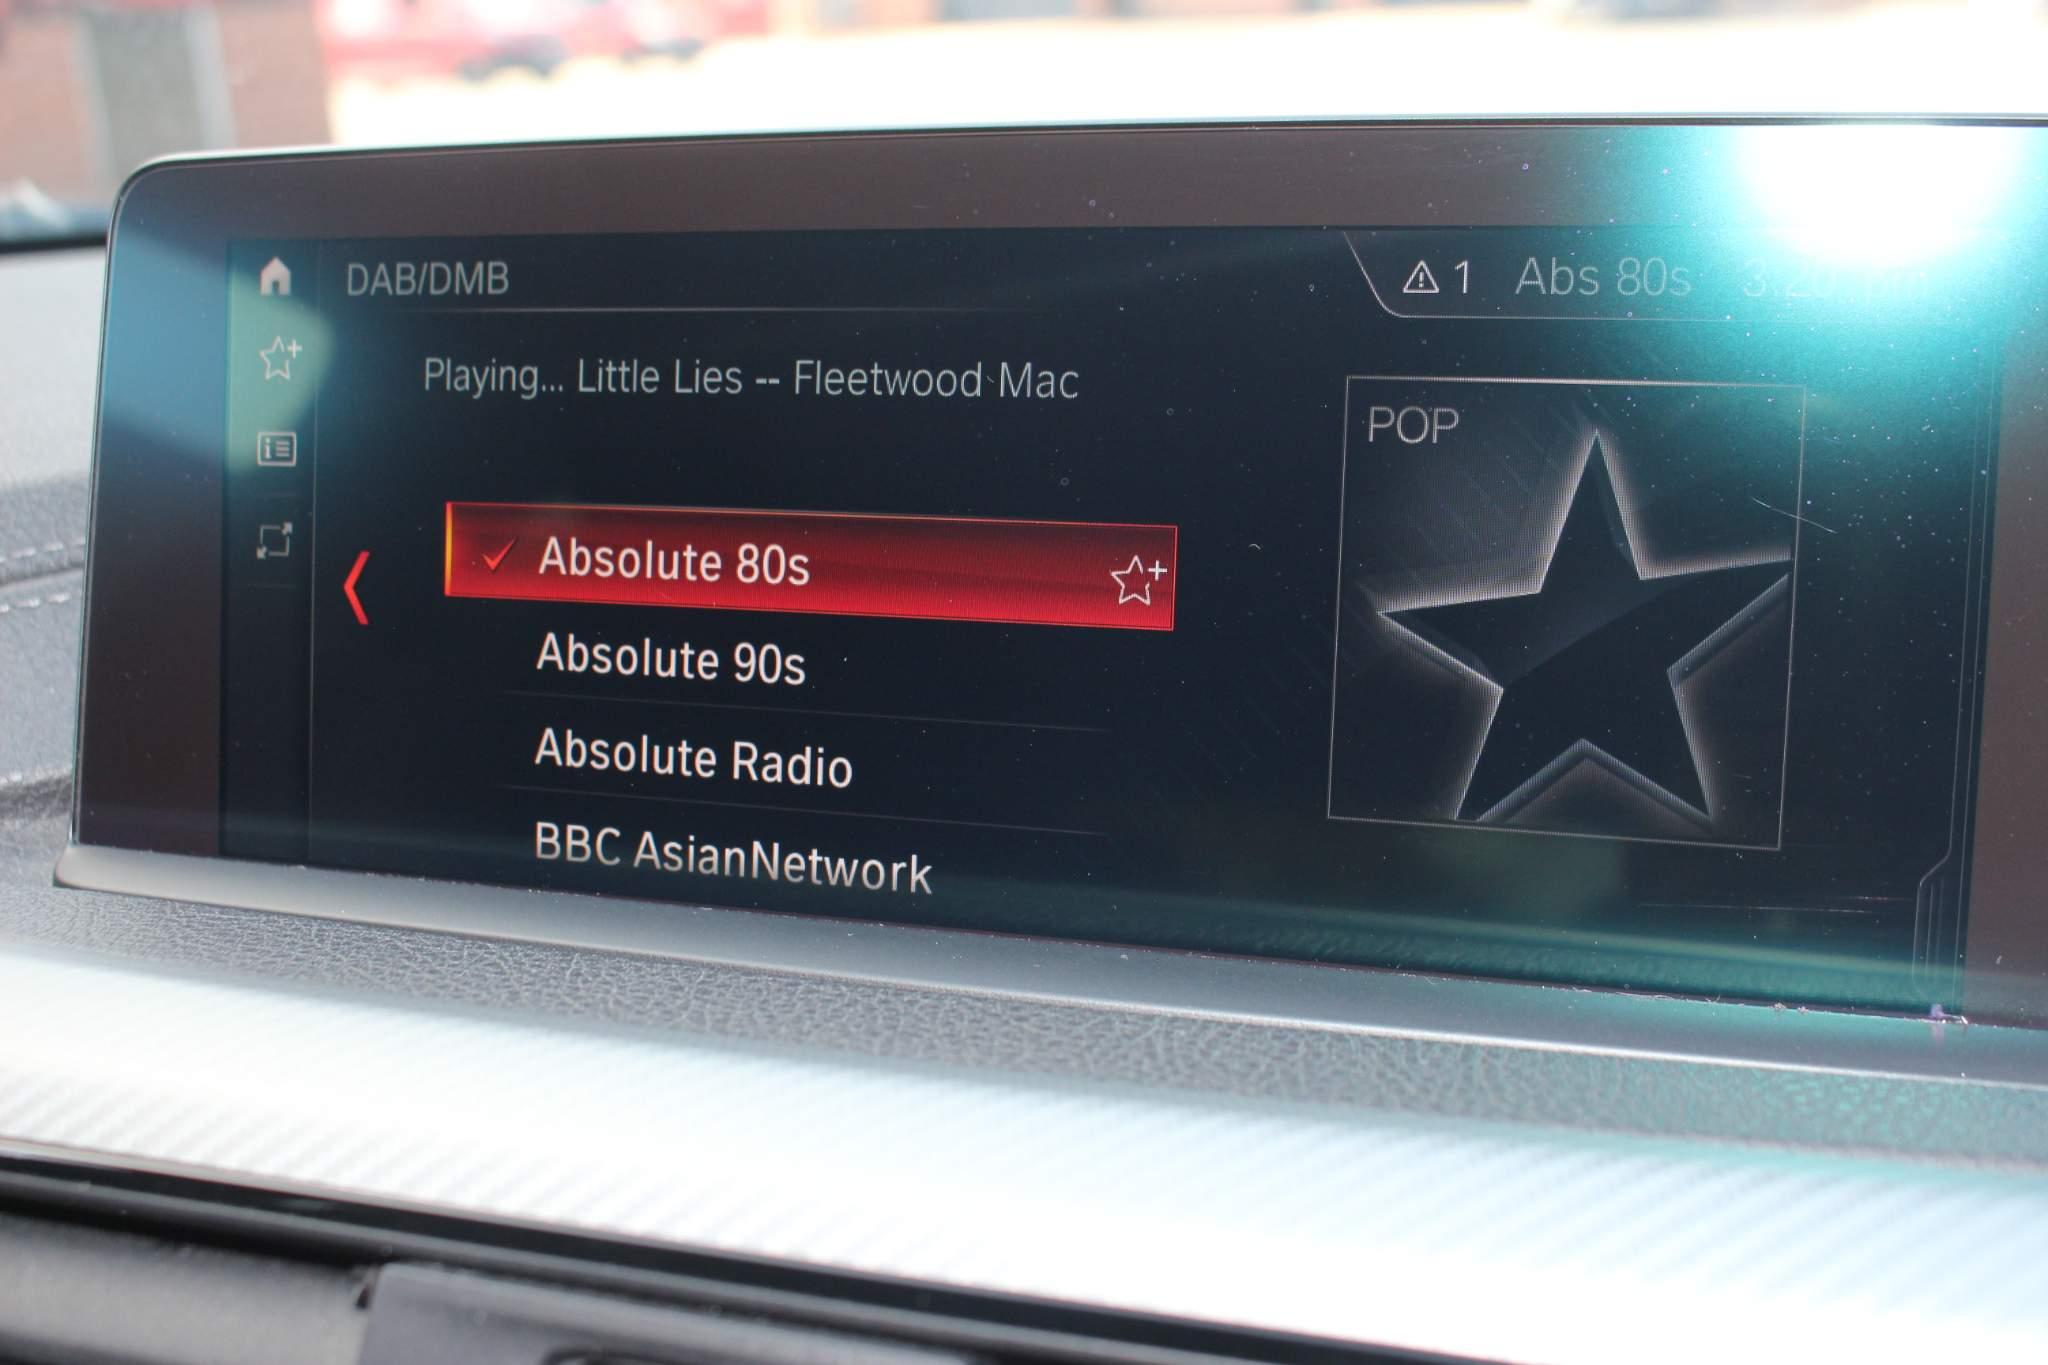 DAB/DMB
1 Abs 80s
Playing... Little Lies -- Fleetwood Mac
POP
Absolute 80s
Absolute 90s
Absolute Radio
BBC AsianNetwork